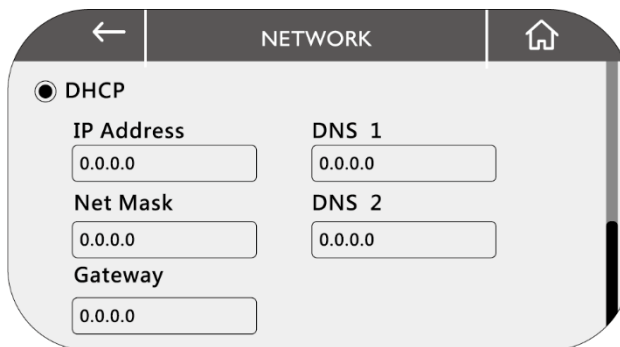 NETWORK
DHCP
IP Address
0.0.0.0
DNS 1
0.0.0.0
Net Mask
0.0.0.0
DNS 2
0.0.0.0
Gateway
0.0.0.0